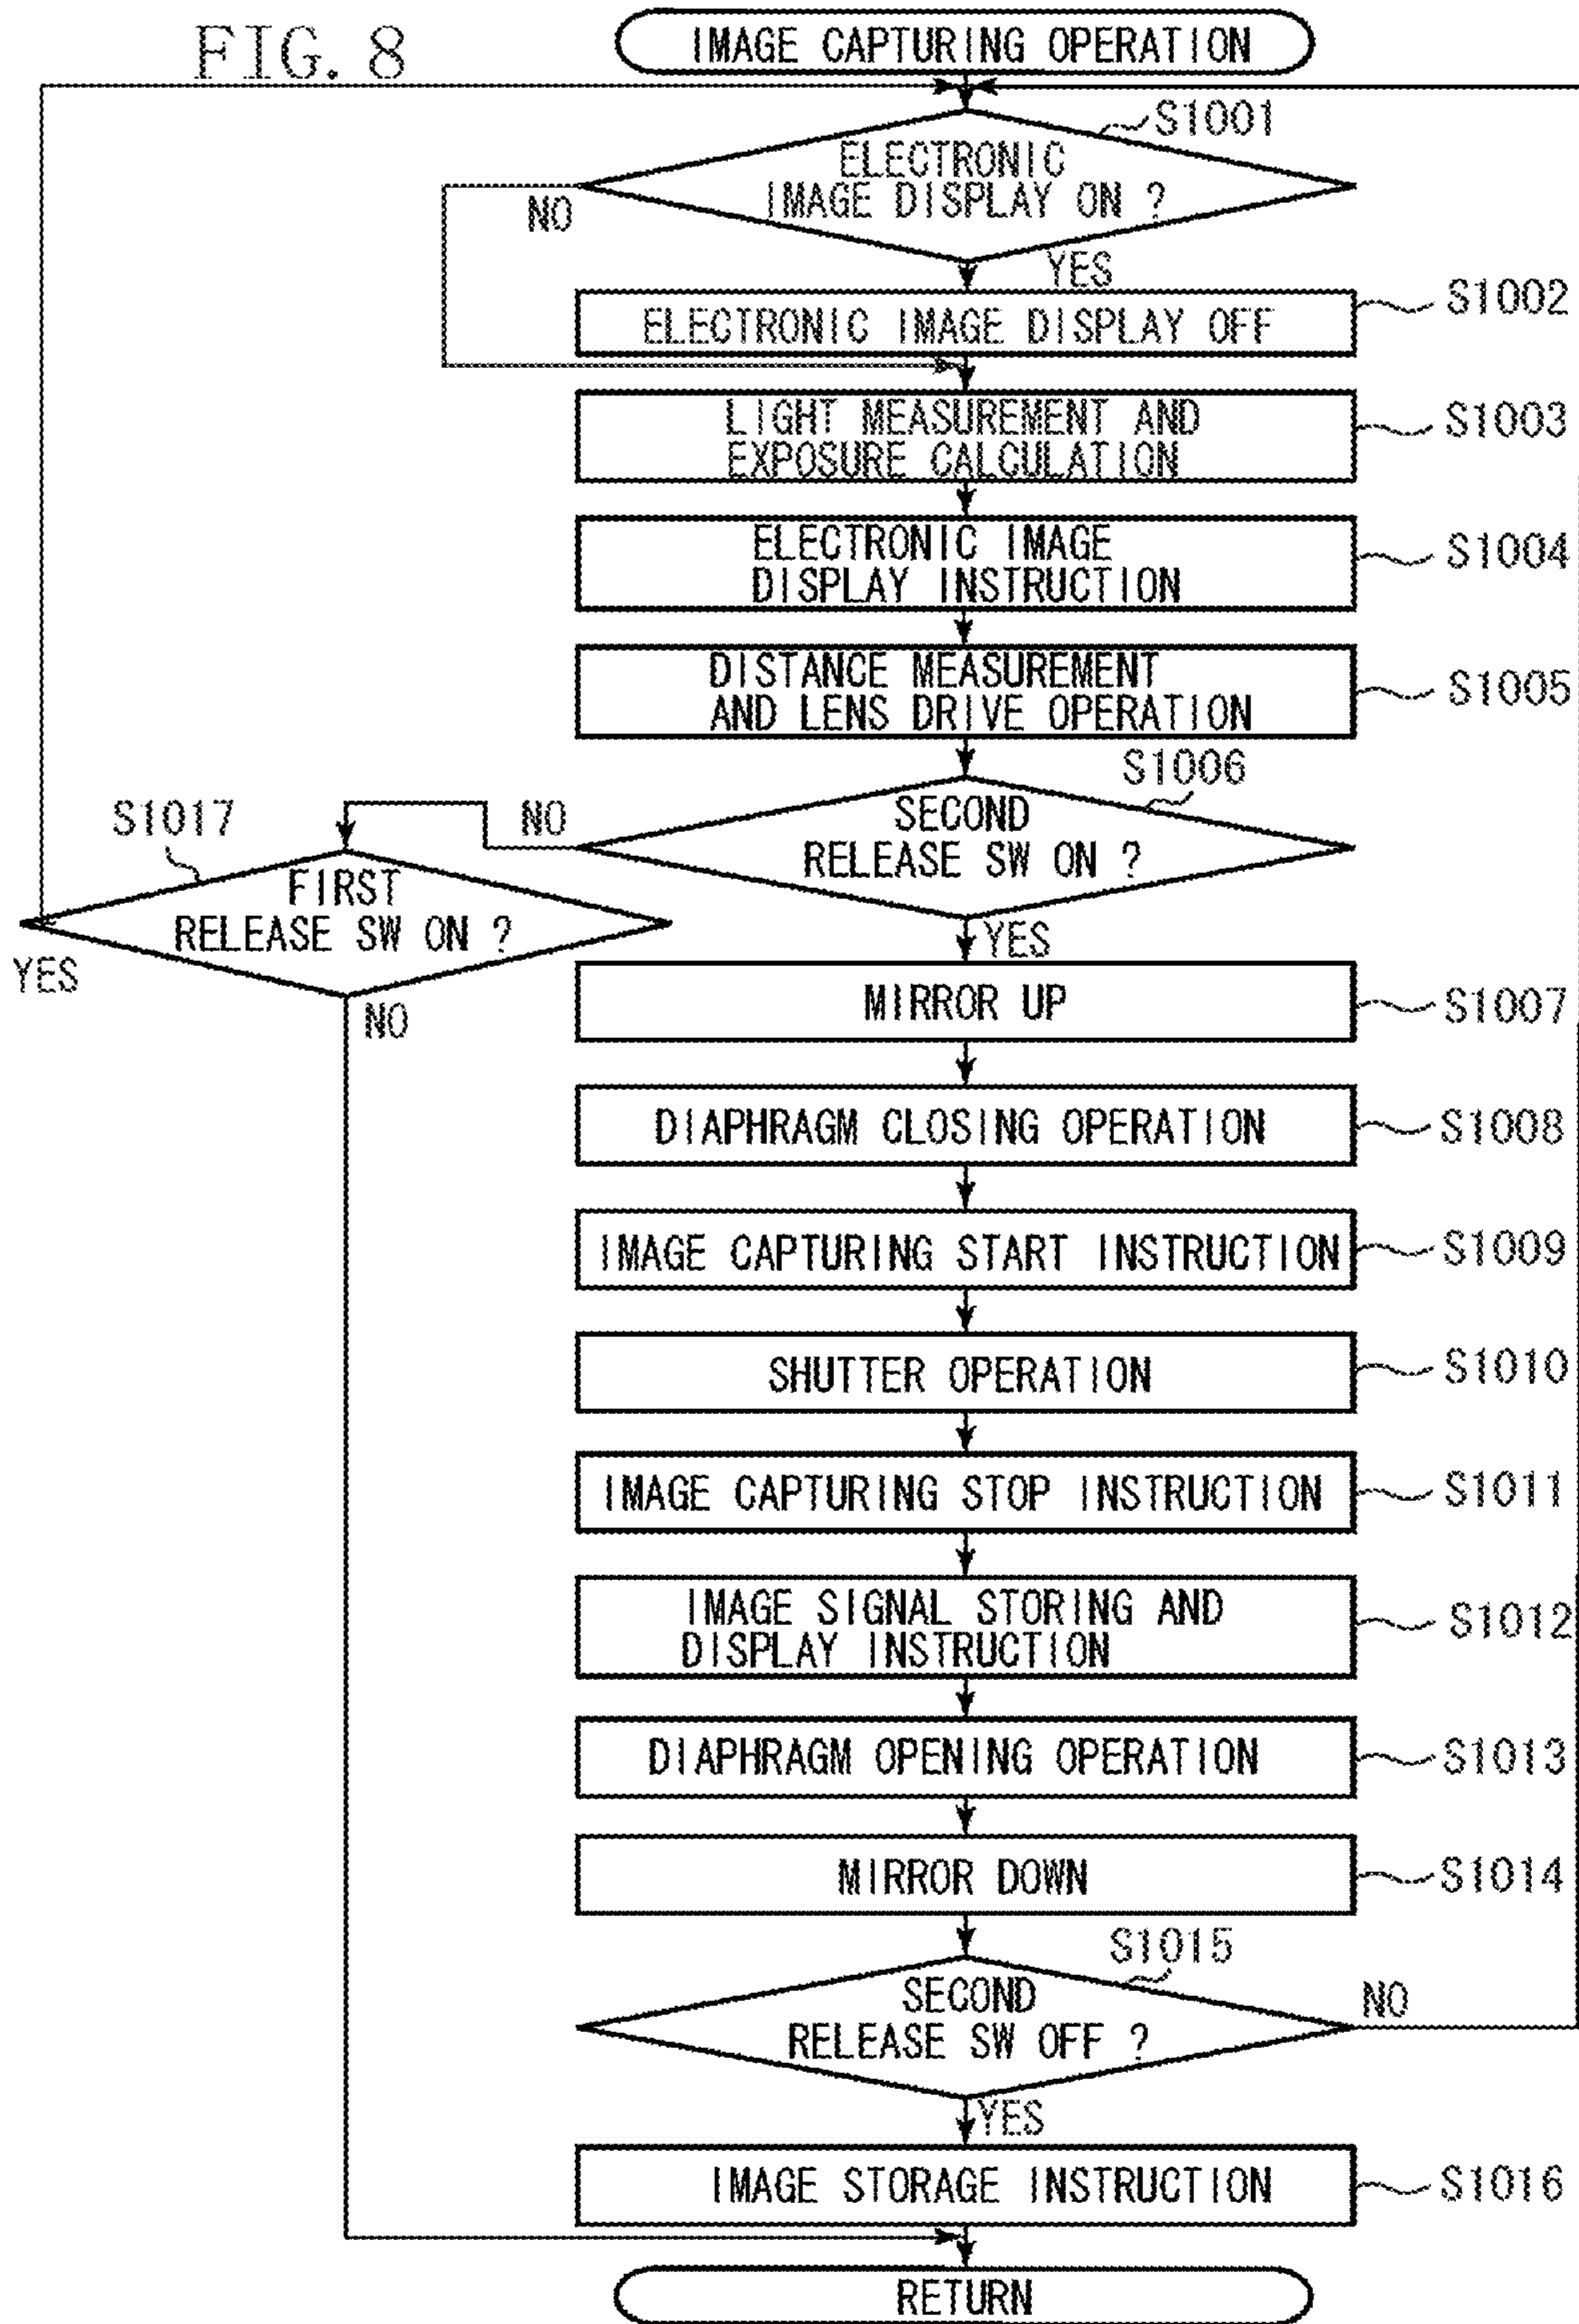 FIG. 8
IMAGE CAPTURING OPERATION
S1001
ELECTRONIC
IMAGE DISPLAY ON ?
NO
YES
S1002
ELECTRONIC IMAGE DISPLAY OFF
LIGHT MEASUREMENT AND
EXPOSURE CALCULATION
S1003
ELECTRONIC IMAGE
DISPLAY INSTRUCTION
S1004
DISTANCE MEASUREMENT
AND LENS DRIVE OPERATION
S1005
S1006
SECOND
RELEASE SW ON ?
NO
YES
S1017
FIRST
RELEASE SW ON ?
YES
NO
MIRROR UP
S1007
DIAPHRAGM CLOSING OPERATION
S1008
IMAGE CAPTURING START INSTRUCTION
S1009
SHUTTER OPERATION
S1010
IMAGE CAPTURING STOP INSTRUCTION
S1011
IMAGE SIGNAL STORING AND
DISPLAY INSTRUCTION
S1012
DIAPHRAGM OPENING OPERATION
S1013
MIRROR DOWN
S1014
S1015
SECOND
RELEASE SW OFF ?
NO
YES
IMAGE STORAGE INSTRUCTION
S1016
RETURN